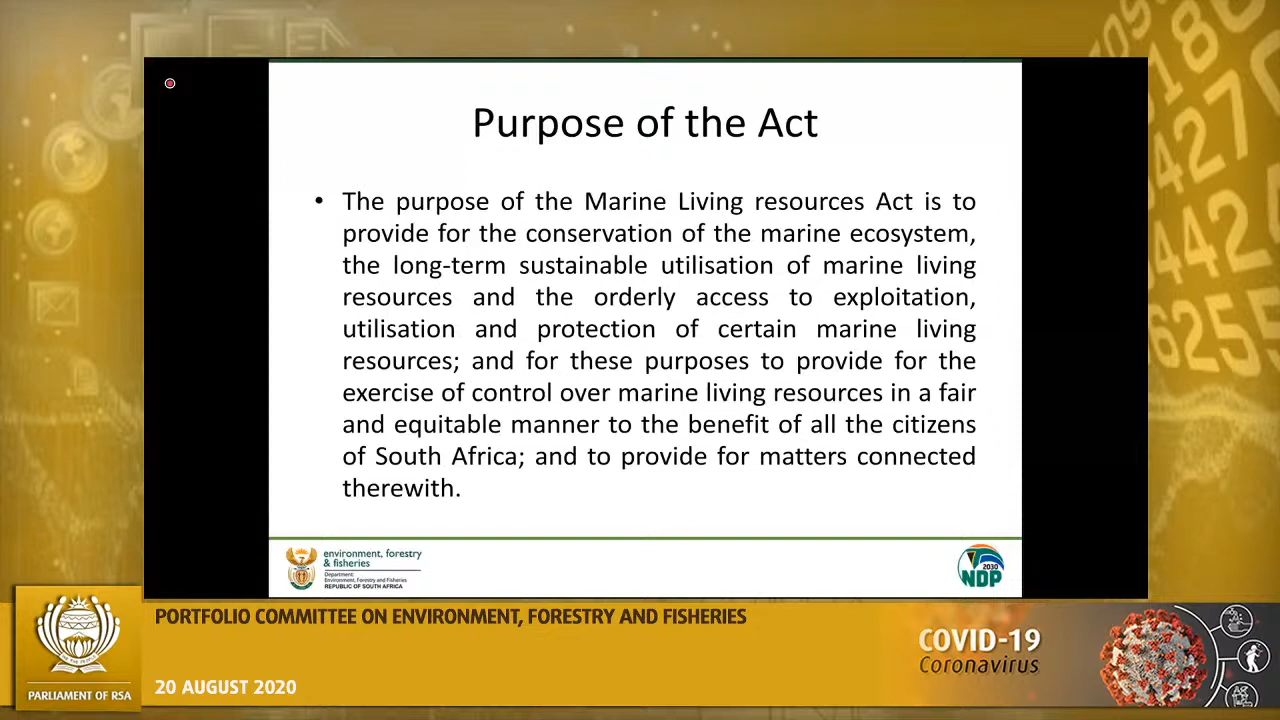 Purpose of the Act
• The purpose of the Marine Living resources Act is to
provide for the conservation of the marine ecosystem,
the long-term sustainable utilisation of marine living
resources and the orderly access to exploitation,
utilisation and protection of certain marine living
resources; and for these purposes to provide for the
exercise of control over marine living resources in a fair
and equitable manner to the benefit of all the citizens
of South Africa; and to provide for matters connected
therewith.
environment, forestry
& fisheries
Department:
Environment, Forestry and Fisheries
REPUBLIC OF SOUTH AFRICA
2030
NDP
PORTFOLIO COMMITTEE ON ENVIRONMENT, FORESTRY AND FISHERIES
20 AUGUST 2020
PARLIAMENT OF RSA
COVID-19
Coronavirus